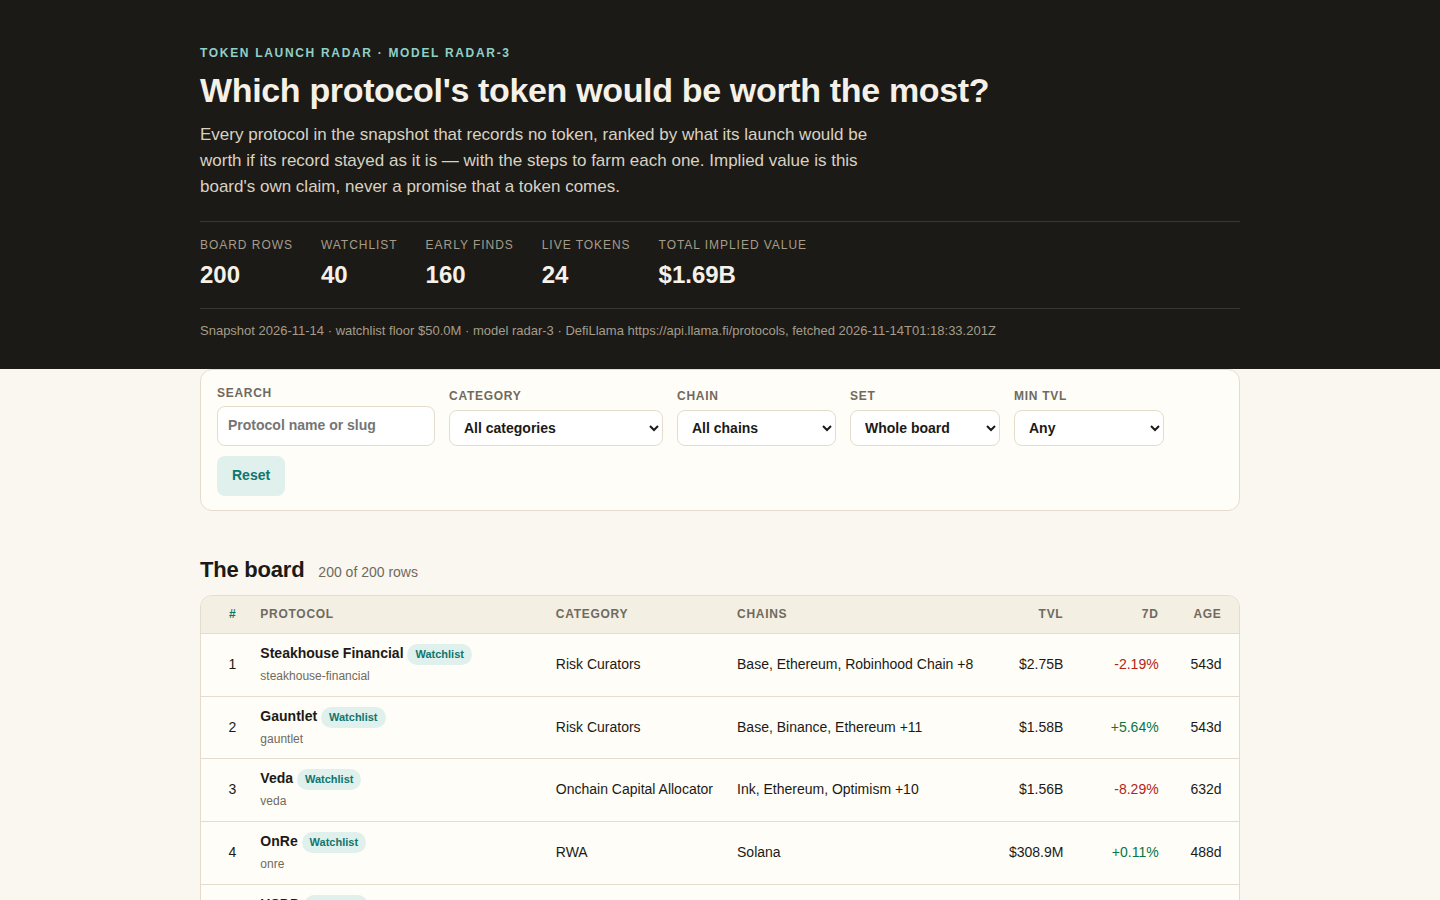 TOKEN LAUNCH RADAR · MODEL RADAR-3
Which protocol's token would be worth the most?
Every protocol in the snapshot that records no token, ranked by what its launch would be
worth if its record stayed as it is — with the steps to farm each one. Implied value is this
board's own claim, never a promise that a token comes.
BOARD ROWS WATCHLIST EARLY FINDS LIVE TOKENS TOTAL IMPLIED VALUE
200 40 160 24 $1.69B
Snapshot 2026-11-14 · watchlist floor $50.0M · model radar-3 · DefiLlama https://api.llama.fi/protocols, fetched 2026-11-14T01:18:33.201Z
SEARCH CATEGORY CHAIN SET MIN TVL
Protocol name or slug All categories All chains Whole board Any
Reset
The board 200 of 200 rows
# PROTOCOL CATEGORY CHAINS TVL 7D AGE
1 Steakhouse Financial Watchlist Risk Curators Base, Ethereum, Robinhood Chain +8 $2.75B -2.19% 543d
steakhouse-financial
2 Gauntlet Watchlist Risk Curators Base, Binance, Ethereum +11 $1.58B +5.64% 543d
gauntlet
3 Veda Watchlist Onchain Capital Allocator Ink, Ethereum, Optimism +10 $1.56B -8.29% 632d
veda
4 OnRe Watchlist RWA Solana $308.9M +0.11% 488d
onre